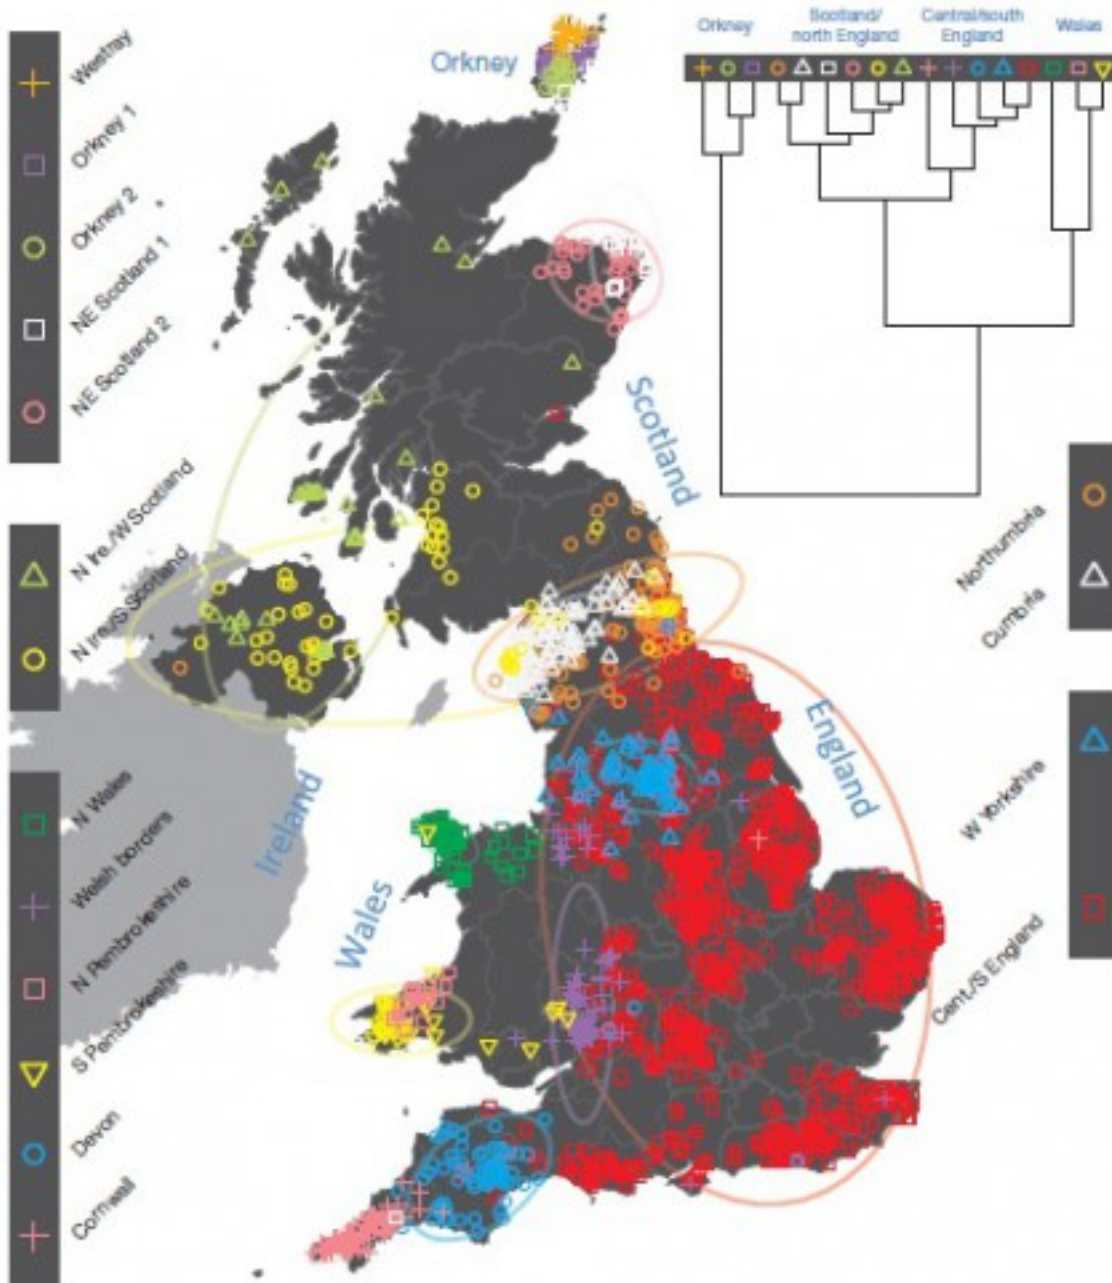 Orkney
Scotland/
north England
Central/south
England
Wales
Orkney
Westray
Orkney 1
Orkney 2
NE Scotland 1
NE Scotland 2
Scotland
N Ire./W Scotland
N Ire./S Scotland
Northumbria
Cumbria
England
Ireland
Wales
N Wales
Welsh borders
N Pembrokeshire
S Pembrokeshire
Devon
Cornwall
W Yorkshire
Cent./S England